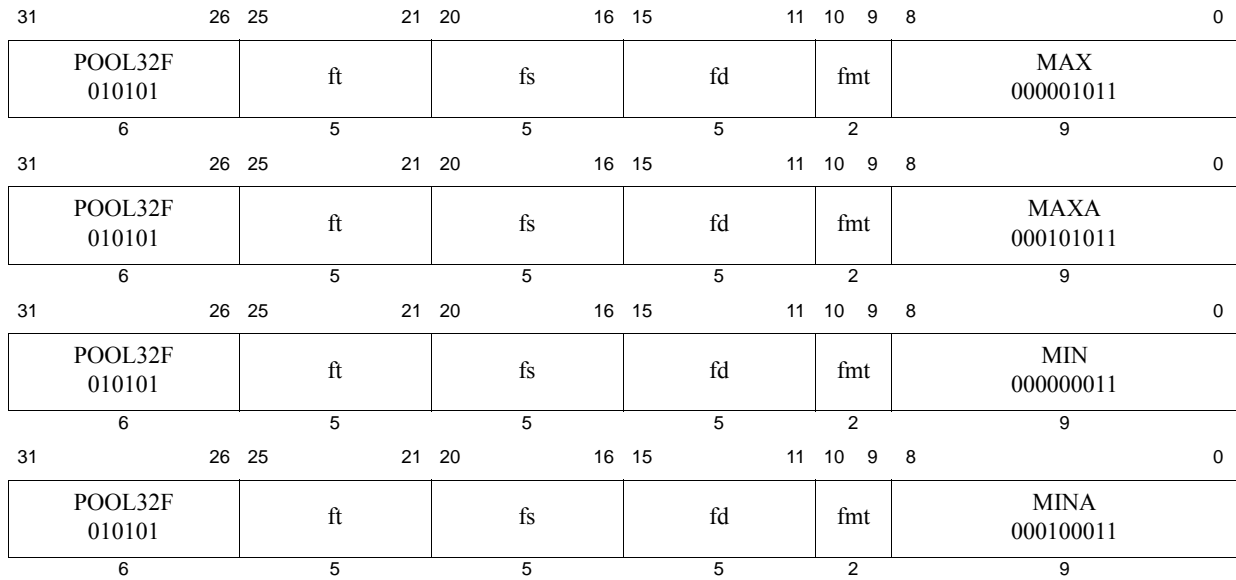 31 26 25 21 20 16 15 11 10 9 8 0
POOL32F ft fs fd fmt MAX
010101 000001011
6 5 5 5 2 9
31 26 25 21 20 16 15 11 10 9 8 0
POOL32F ft fs fd fmt MAXA
010101 000101011
6 5 5 5 2 9
31 26 25 21 20 16 15 11 10 9 8 0
POOL32F ft fs fd fmt MIN
010101 000000011
6 5 5 5 2 9
31 26 25 21 20 16 15 11 10 9 8 0
POOL32F ft fs fd fmt MINA
010101 000100011
6 5 5 5 2 9